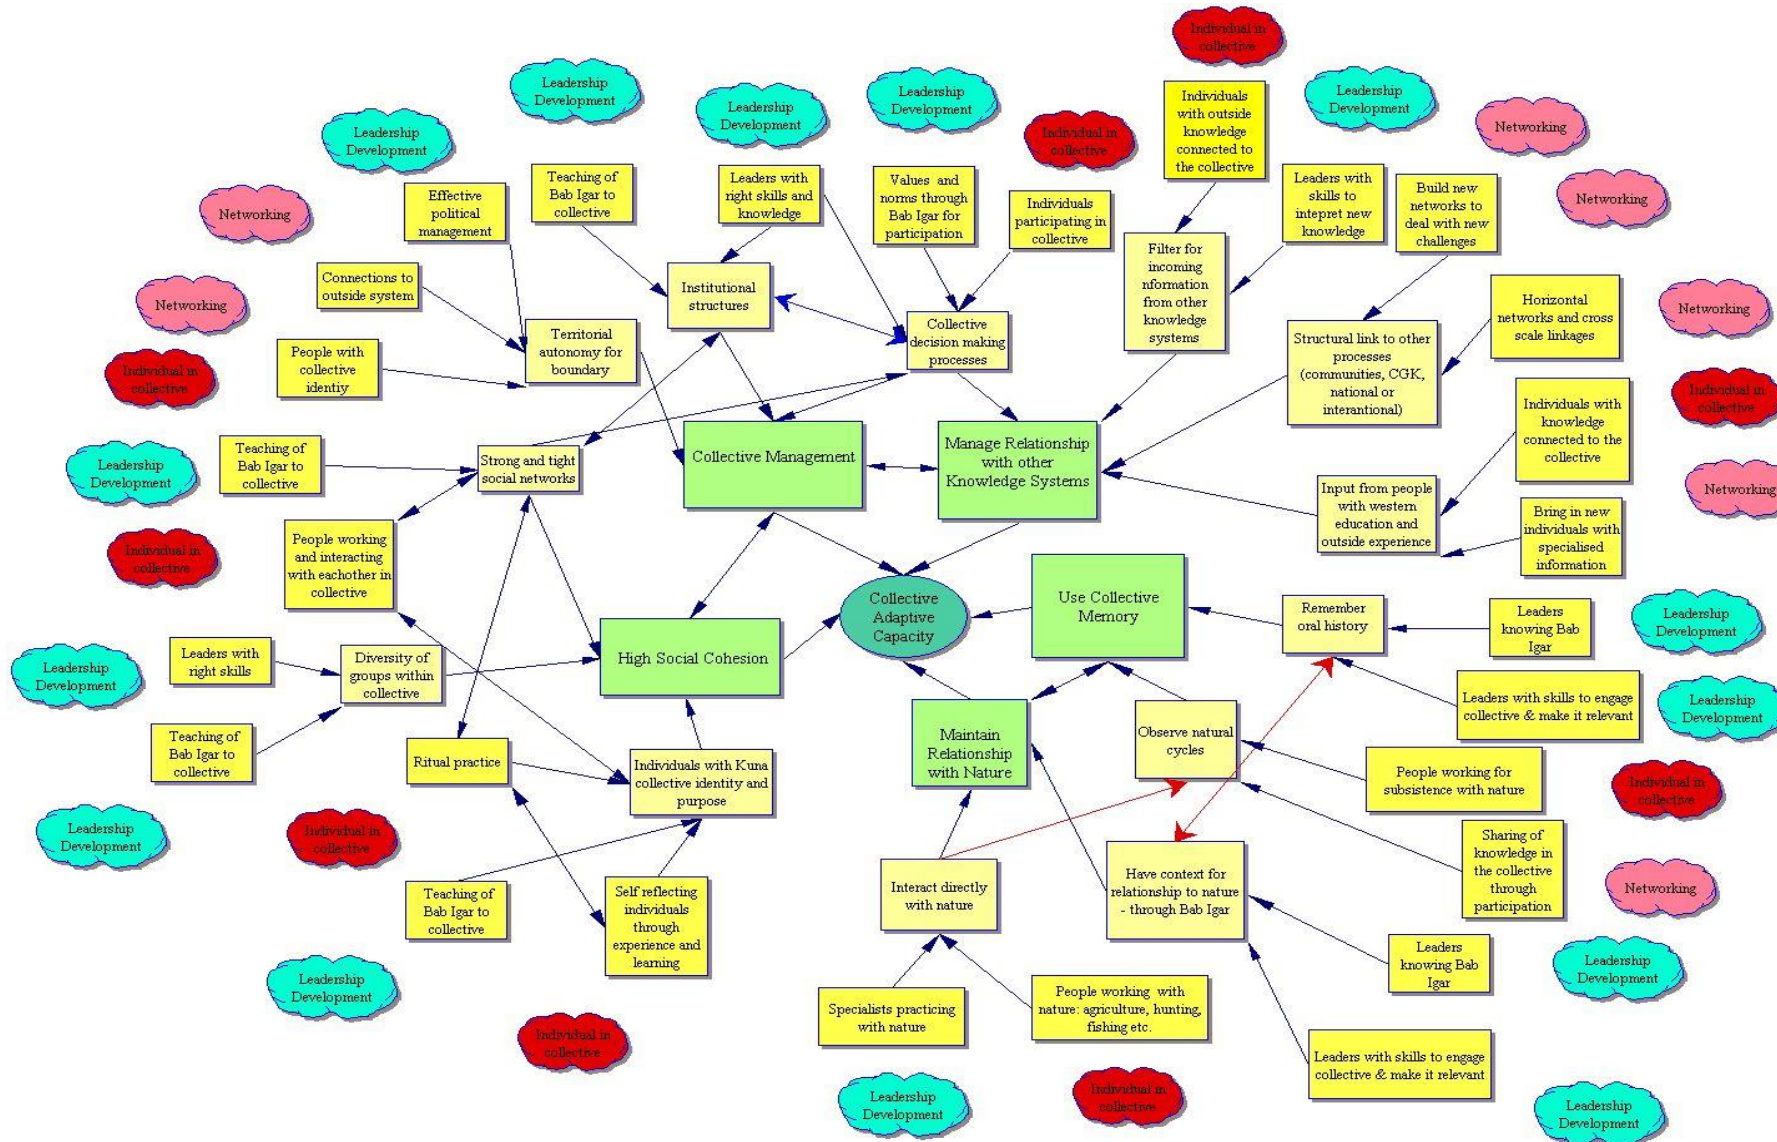 Individual in
collective
Leadership
Development
Leadership
Development
Leadership
Development
Leadership
Development
Leadership
Development
Networking
Individual in
collective
Networking
Networking
Networking
Individual in
collective
Leadership
Development
Individual in
collective
Leadership
Development
Leadership
Development
Individual in
collective
Leadership
Development
Individual in
collective
Leadership
Development
Individual in
collective
Leadership
Development
Leadership
Development
Networking
Individual in
collective
Leadership
Development
Leadership
Development
Networking
Individual in
collective
Networking
Individuals
with outside
knowledge
connected to
the collective
Effective
political
management
Teaching of
Bab Igar to
collective
Leaders with
right skills and
knowledge
Values and
norms through
Bab Igar for
participation
Individuals
participating in
collective
Leaders with
skills to
intepret new
knowledge
Build new
networks to
deal with new
challenges
Connections to
outside system
Institutional
structures
Filter for
incoming
nformation
from other
knowledge
systems
Horizontal
networks and cross
scale linkages
People with
collective
identiy
Territorial
autonomy for
boundary
Collective
decision making
processes
Structural link to other
processes
(communities, CGK,
national or
interantional)
Teaching of
Bab Igar to
collective
Strong and tight
social networks
Collective Management
Manage Relationship
with other
Knowledge Systems
Individuals with
knowledge
connected to the
collective
Input from people
with western
education and
outside experience
Bring in new
individuals with
specialised
information
People working
and interacting
with eachother in
collective
Collective
Adaptive
Capacity
Use Collective
Memory
Remember
oral history
Leaders
knowing Bab
Igar
Leaders with
right skills
Diversity of
groups within
collective
High Social Cohesion
Leaders with skills to engage
collective & make it relevant
Teaching of
Bab Igar to
collective
Ritual practice
Individuals with Kuna
collective identity and
purpose
Maintain
Relationship
with Nature
Observe natural
cycles
People working for
subsistence with nature
Teaching of
Bab Igar to
collective
Self reflecting
individuals
through
experience and
learning
Interact directly
with nature
Have context for
relationship to nature
- through Bab Igar
Sharing of
knowledge in
the collective
through
participation
Leaders
knowing Bab
Igar
Specialists practicing
with nature
People working with
nature: agriculture, hunting,
fishing etc.
Leaders with skills to engage
collective & make it relevant